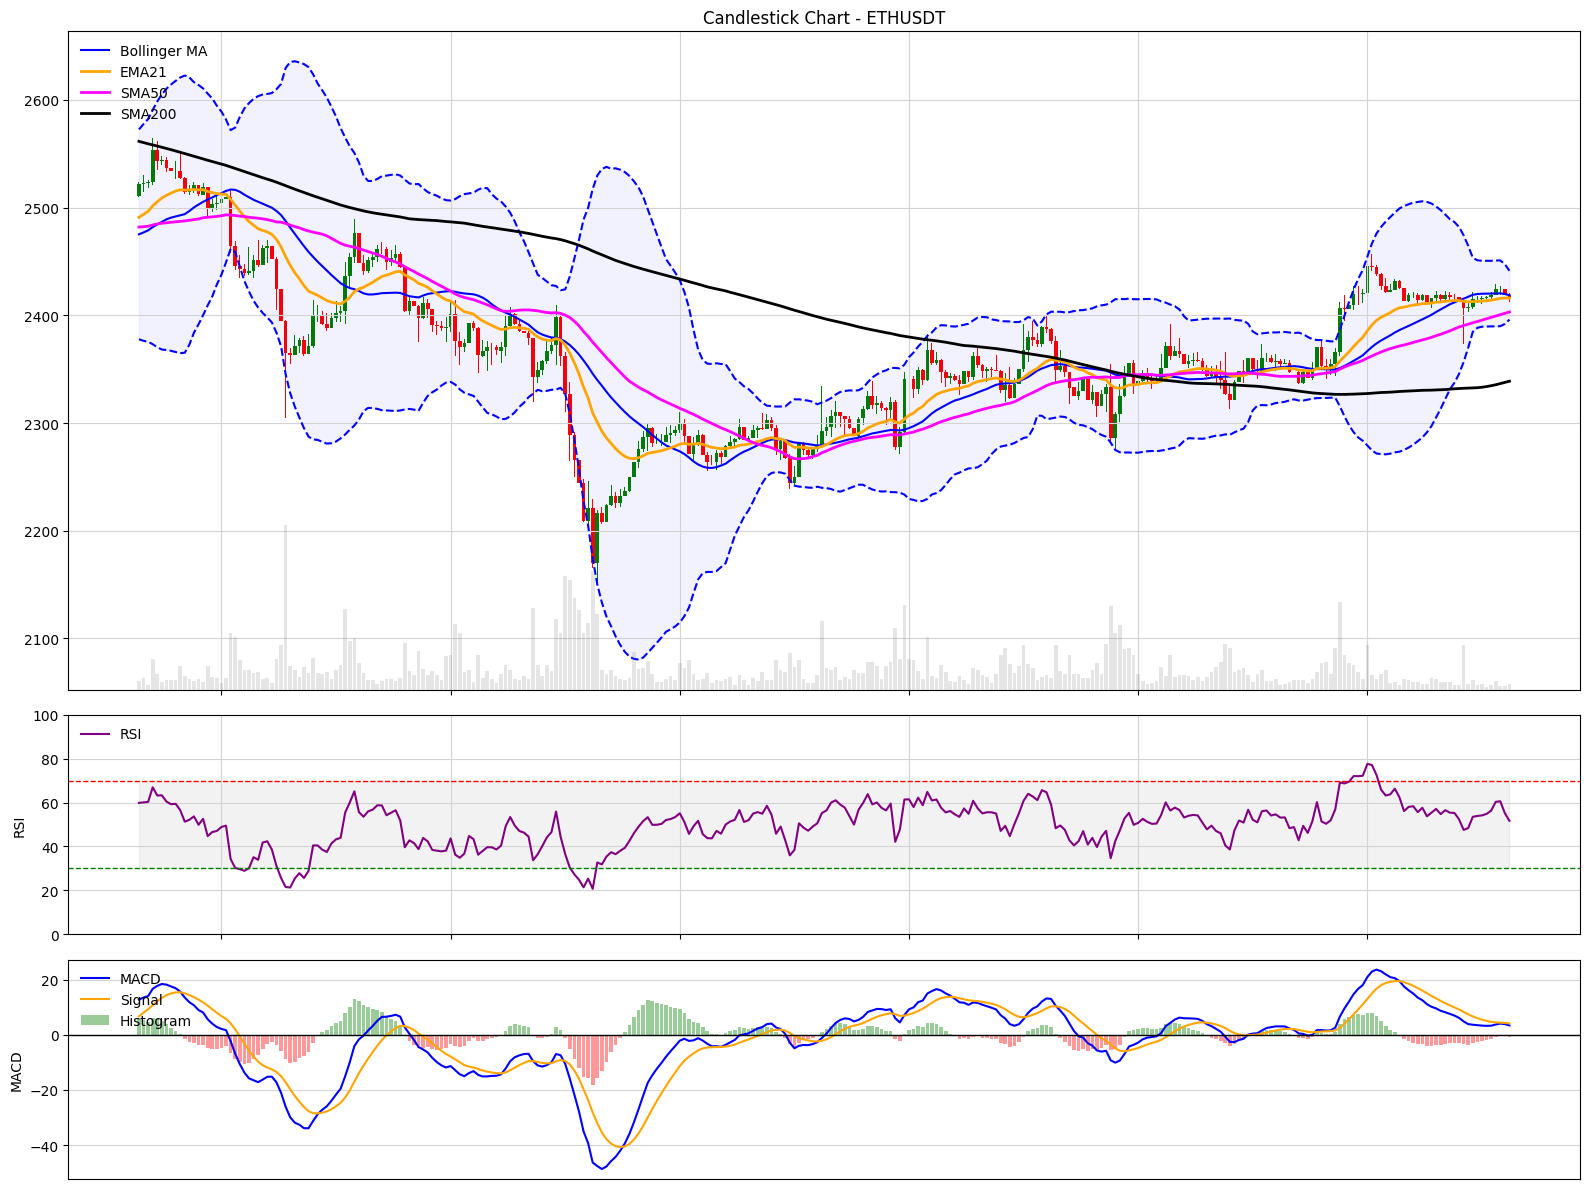 Candlestick Chart - ETHUSDT
Bollinger MA
EMA21
SMA50
SMA200
2600
2500
2400
2300
2200
2100
RSI
100
80
60
40
20
0
RSI
MACD
Signal
Histogram
20
0
−20
−40
MACD